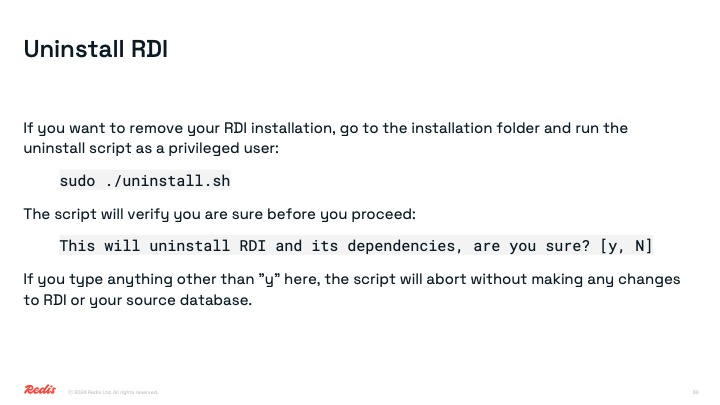 Uninstall RDI
If you want to remove your RDI installation, go to the installation folder and run the
uninstall script as a privileged user:
sudo ./uninstall.sh
The script will verify you are sure before you proceed:
This will uninstall RDI and its dependencies, are you sure? [y, N]
If you type anything other than ”y” here, the script will abort without making any changes
to RDI or your source database.
Redis
© 2024 Redis Ltd. All rights reserved.